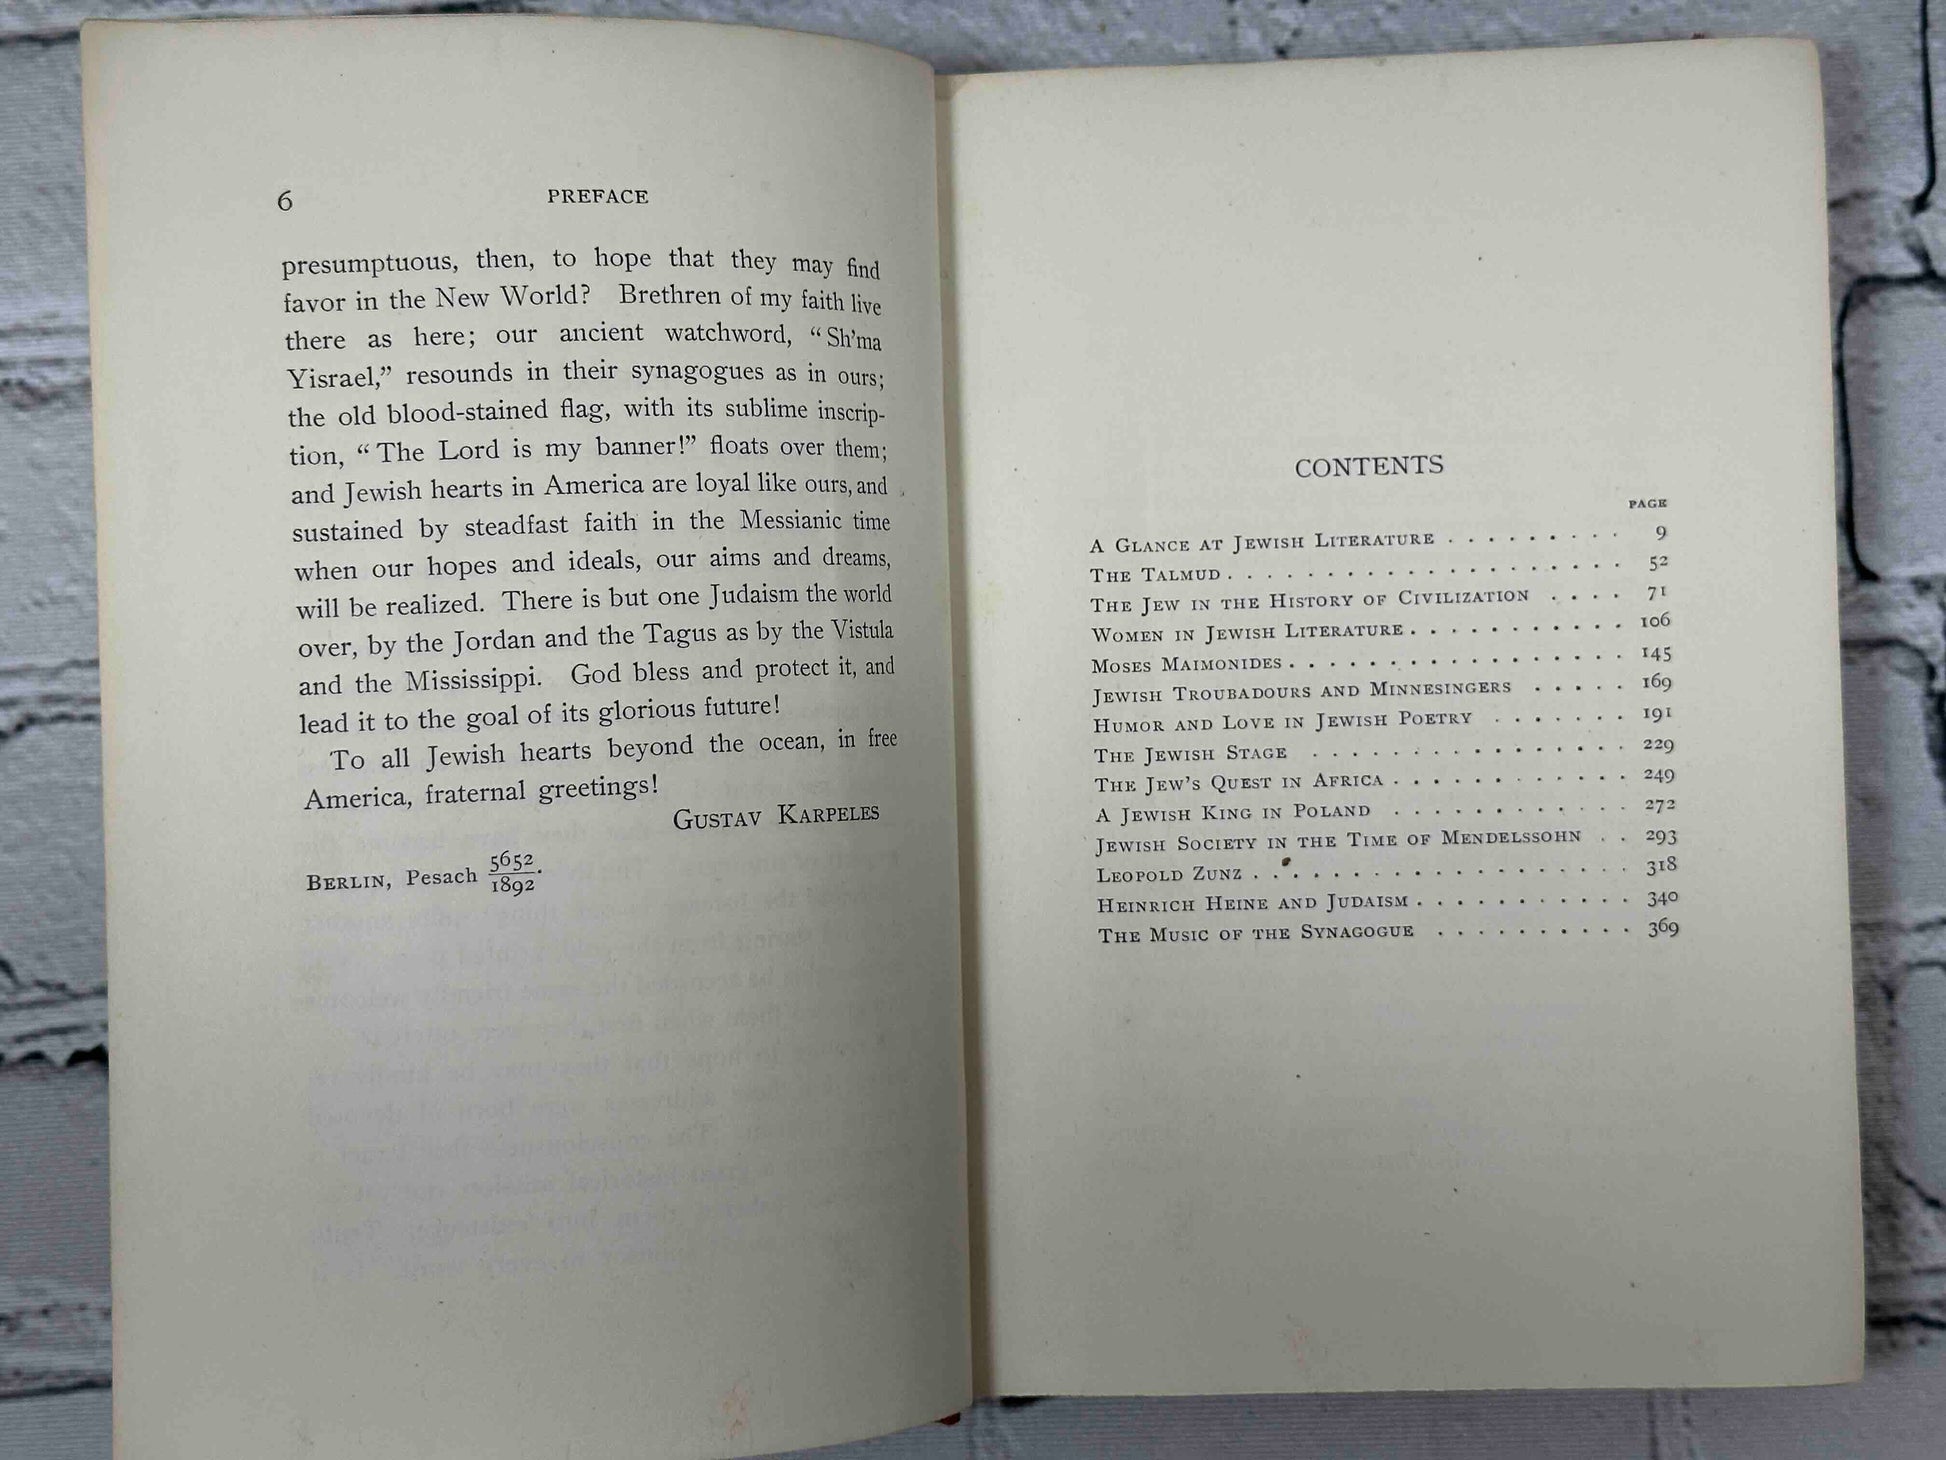 6 PREFACE
presumptuous, then, to hope that they may find
favor in the New World? Brethren of my faith live
there as here; our ancient watchword, “Sh’ma
Yisrael,” resounds in their synagogues as in ours;
the old blood-stained flag, with its sublime inscrip-
tion, “The Lord is my banner!” floats over them;
and Jewish hearts in America are loyal like ours, and
sustained by steadfast faith in the Messianic time
when our hopes and ideals, our aims and dreams,
will be realized. There is but one Judaism the world
over, by the Jordan and the Tagus as by the Vistula
and the Mississippi. God bless and protect it, and
lead it to the goal of its glorious future!
To all Jewish hearts beyond the ocean, in free
America, fraternal greetings!
GUSTAV KARPELES
BERLIN, Pesach 5652/1892.
CONTENTS
PAGE
A GLANCE AT JEWISH LITERATURE . . . . . . . . . 9
THE TALMUD . . . . . . . . . . . . . . . . . . . . 52
THE JEW IN THE HISTORY OF CIVILIZATION . . . . 71
WOMEN IN JEWISH LITERATURE . . . . . . . . . . . 106
MOSES MAIMONIDES . . . . . . . . . . . . . . . . . 145
JEWISH TROUBADOURS AND MINNESINGERS . . . . . 169
HUMOR AND LOVE IN JEWISH POETRY . . . . . . . 191
THE JEWISH STAGE . . . . . . . . . . . . . . . . 229
THE JEW’S QUEST IN AFRICA . . . . . . . . . . . . 249
A JEWISH KING IN POLAND . . . . . . . . . . . . 272
JEWISH SOCIETY IN THE TIME OF MENDELSSOHN . . 293
LEOPOLD ZUNZ . . . . . . . . . . . . . . . . . . . 318
HEINRICH HEINE AND JUDAISM . . . . . . . . . . . 340
THE MUSIC OF THE SYNAGOGUE . . . . . . . . . . 369